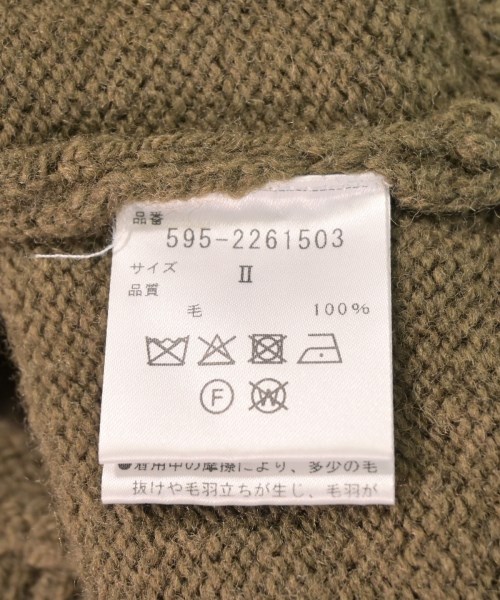 品番
595-2261503
サイズ Ⅱ
品質
毛 100%
F W
●着用中の摩擦により、多少の毛
抜けや毛羽立ちが生じ、毛羽が